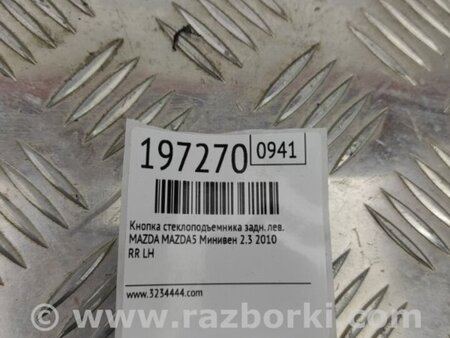 197270 0941
Кнопка стеклоподъемника задн. лев.
MAZDA MAZDA5 Минивен 2.3 2010
RR LH
www.3234444.com
© www.razborki.com